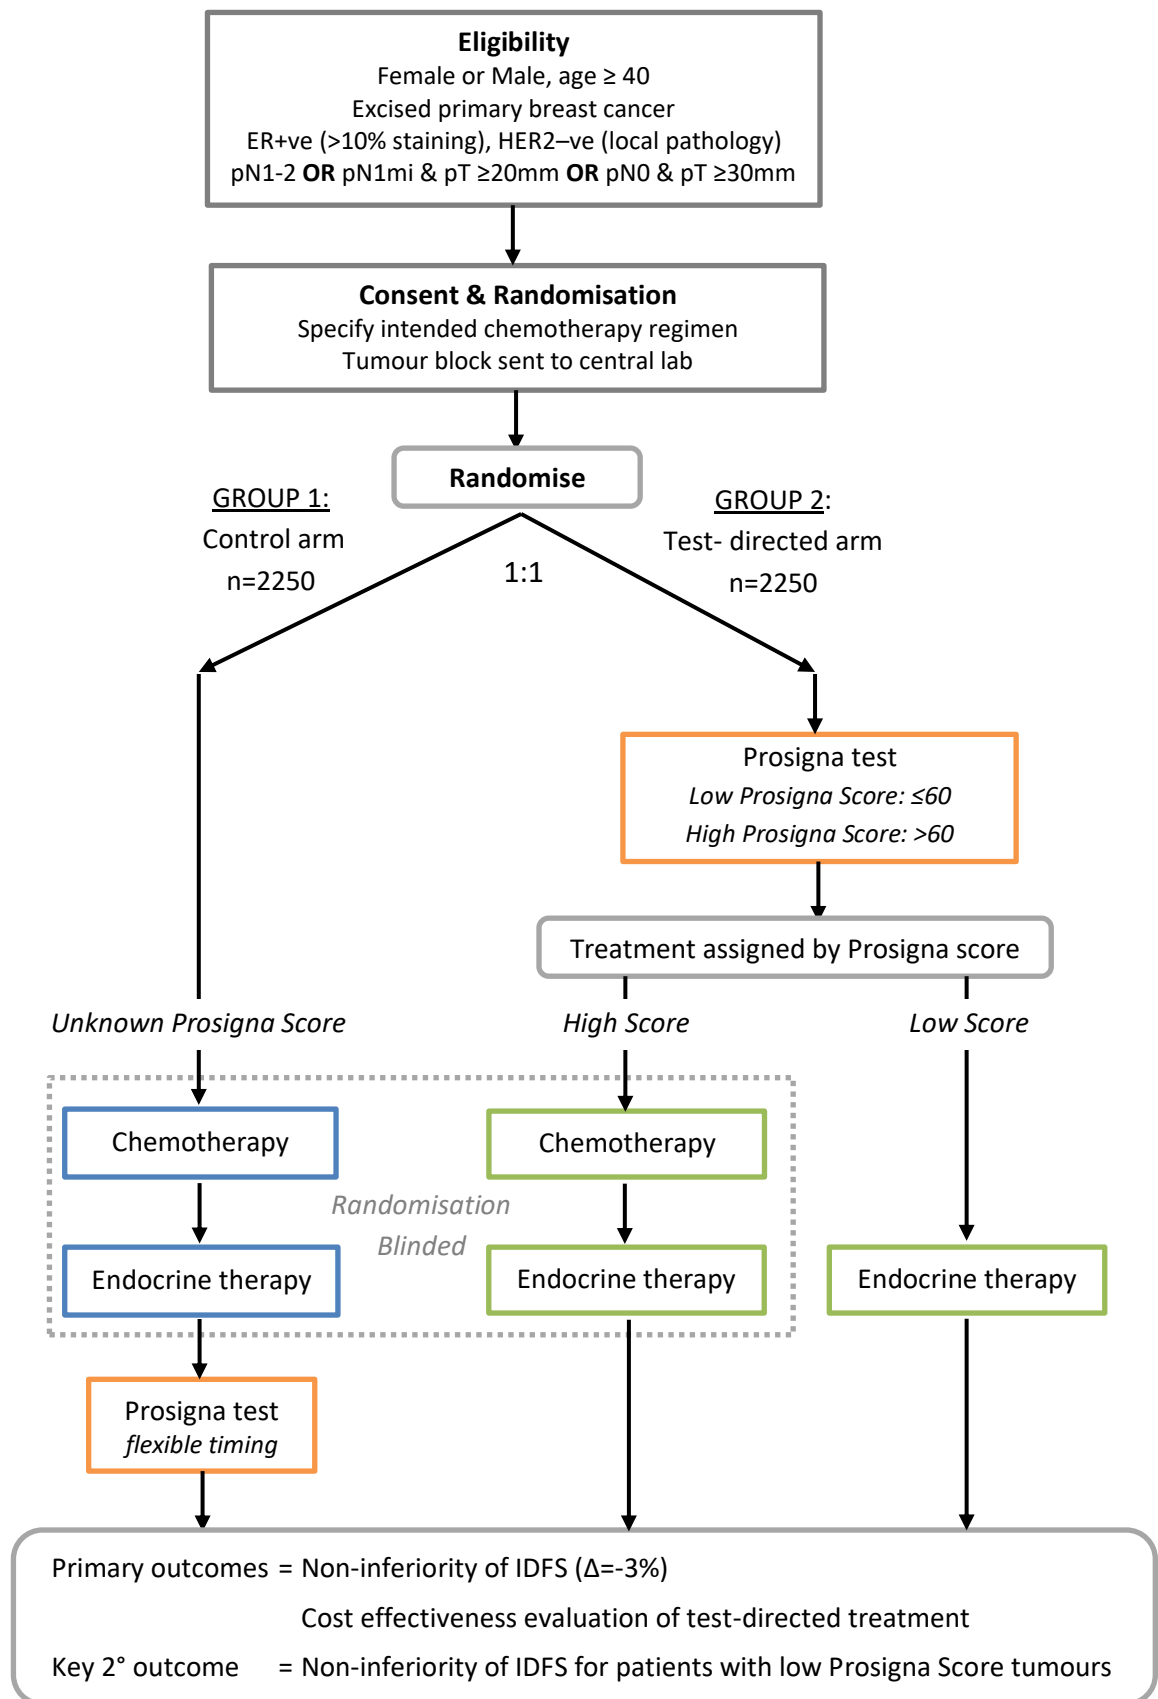 Eligibility
Female or Male, age ≥ 40
Excised primary breast cancer
ER+ve (>10% staining), HER2–ve (local pathology)
pN1-2 OR pN1mi & pT ≥20mm OR pN0 & pT ≥30mm
Consent & Randomisation
Specify intended chemotherapy regimen
Tumour block sent to central lab
Randomise
GROUP 1:
Control arm
n=2250
1:1
GROUP 2:
Test- directed arm
n=2250
Prosigna test
Low Prosigna Score: ≤60
High Prosigna Score: >60
Treatment assigned by Prosigna score
Unknown Prosigna Score
High Score
Low Score
Chemotherapy
Chemotherapy
Randomisation
Blinded
Endocrine therapy
Endocrine therapy
Endocrine therapy
Prosigna test
flexible timing
Primary outcomes = Non-inferiority of IDFS (Δ=-3%)
Cost effectiveness evaluation of test-directed treatment
Key 2° outcome = Non-inferiority of IDFS for patients with low Prosigna Score tumours